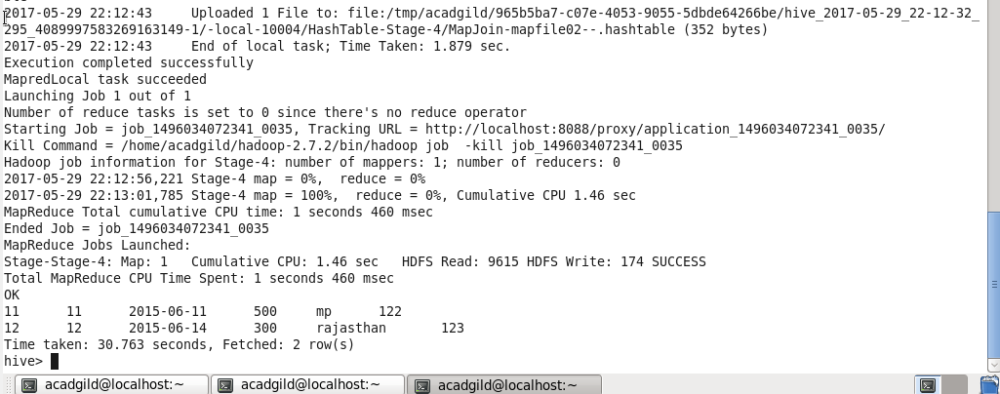 2017-05-29 22:12:43     Uploaded 1 File to: file:/tmp/acadgild/965b5ba7-c07e-4053-9055-5dbde64266be/hive_2017-05-29_22-12-32_
295_4089997583269163149-1/-local-10004/HashTable-Stage-4/MapJoin-mapfile02--.hashtable (352 bytes)
2017-05-29 22:12:43     End of local task; Time Taken: 1.879 sec.
Execution completed successfully
MapredLocal task succeeded
Launching Job 1 out of 1
Number of reduce tasks is set to 0 since there's no reduce operator
Starting Job = job_1496034072341_0035, Tracking URL = http://localhost:8088/proxy/application_1496034072341_0035/
Kill Command = /home/acadgild/hadoop-2.7.2/bin/hadoop job  -kill job_1496034072341_0035
Hadoop job information for Stage-4: number of mappers: 1; number of reducers: 0
2017-05-29 22:12:56,221 Stage-4 map = 0%,  reduce = 0%
2017-05-29 22:13:01,785 Stage-4 map = 100%,  reduce = 0%, Cumulative CPU 1.46 sec
MapReduce Total cumulative CPU time: 1 seconds 460 msec
Ended Job = job_1496034072341_0035
MapReduce Jobs Launched:
Stage-Stage-4: Map: 1   Cumulative CPU: 1.46 sec   HDFS Read: 9615 HDFS Write: 174 SUCCESS
Total MapReduce CPU Time Spent: 1 seconds 460 msec
OK
11      11      2015-06-11      500     mp      122
12      12      2015-06-14      300     rajasthan       123
Time taken: 30.763 seconds, Fetched: 2 row(s)
hive>
acadgild@localhost:~ acadgild@localhost:~ acadgild@localhost:~